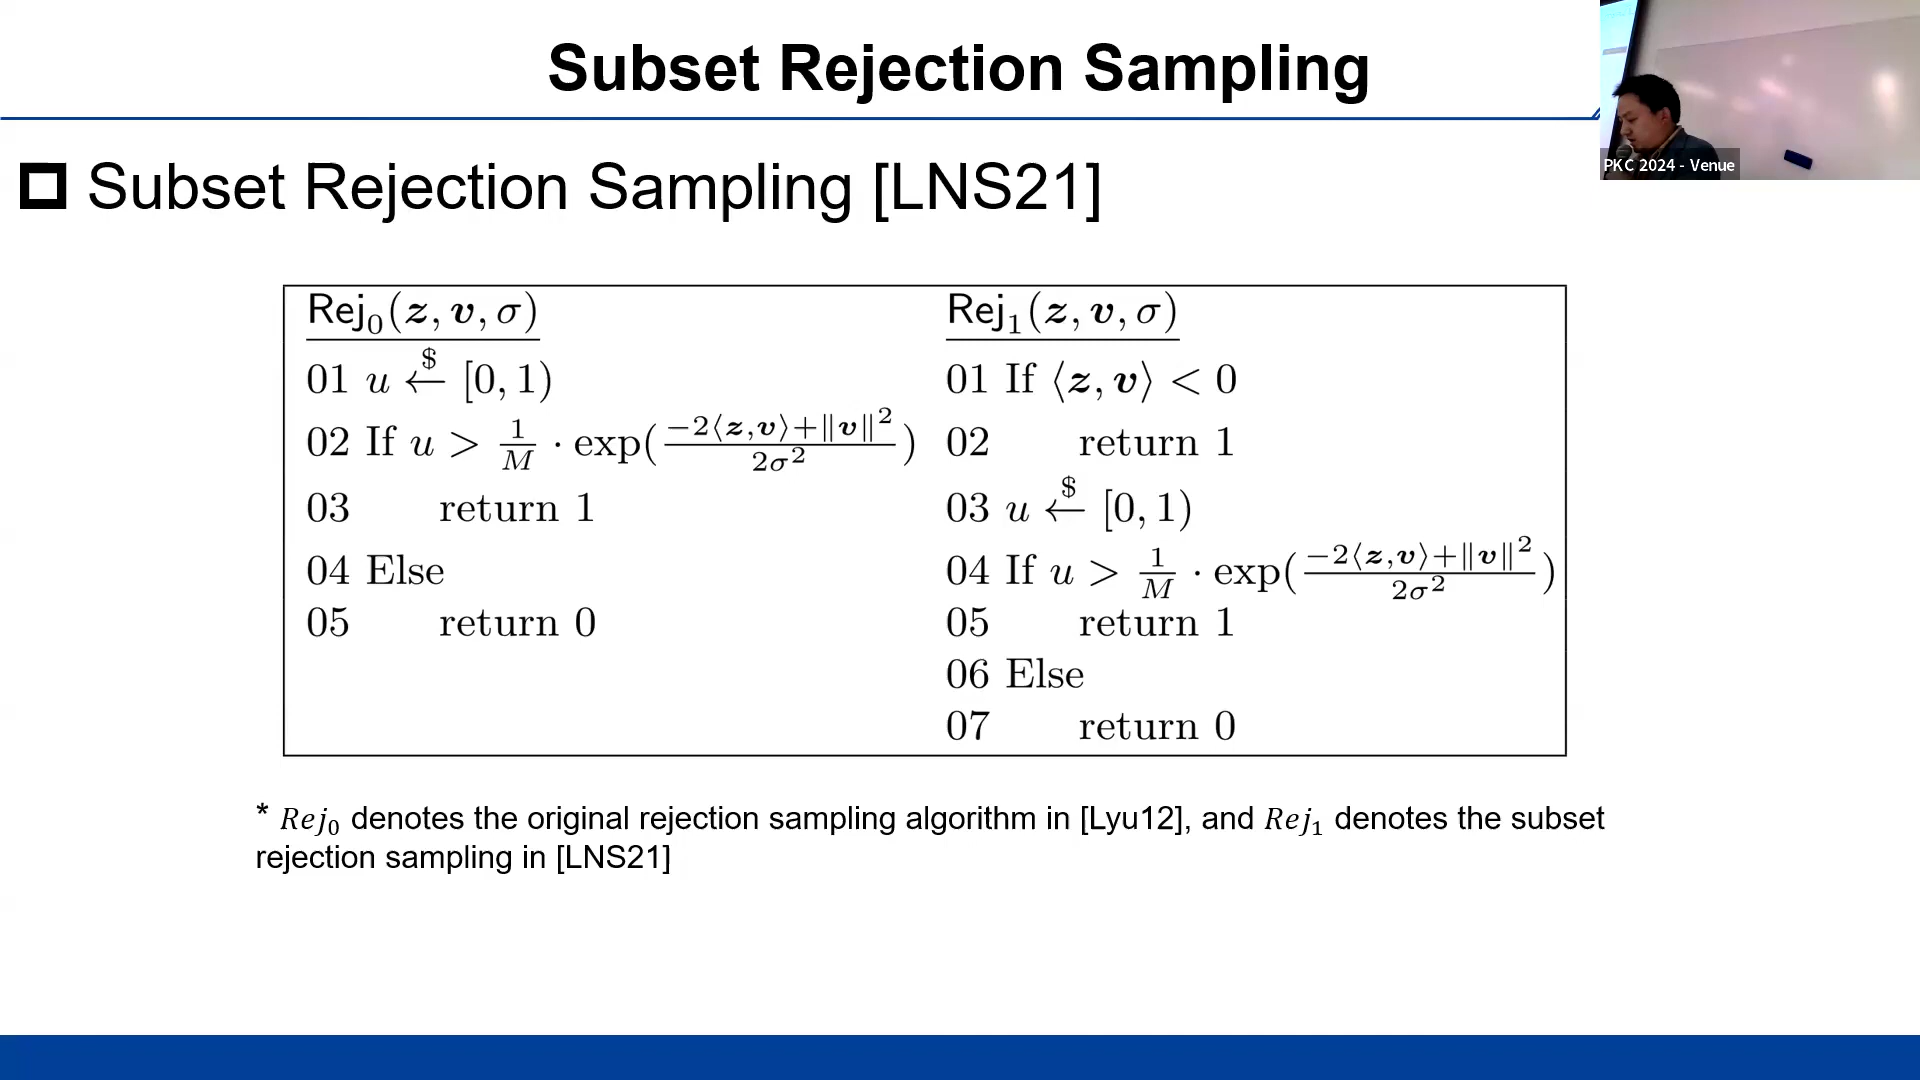 Subset Rejection Sampling
PKC 2024 - Venue
Subset Rejection Sampling [LNS21]
Rej₀(z, v, σ)
01 u ←$ [0, 1)
02 If u > 1/M · exp((−2⟨z,v⟩+‖v‖²)/(2σ²))
03 return 1
04 Else
05 return 0
Rej₁(z, v, σ)
01 If ⟨z, v⟩ < 0
02 return 1
03 u ←$ [0, 1)
04 If u > 1/M · exp((−2⟨z,v⟩+‖v‖²)/(2σ²))
05 return 1
06 Else
07 return 0
* Rej₀ denotes the original rejection sampling algorithm in [Lyu12], and Rej₁ denotes the subset
rejection sampling in [LNS21]